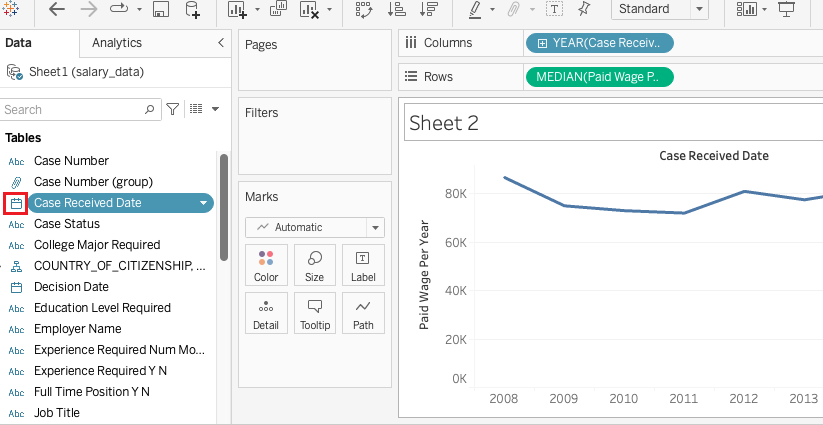 Standard
Data
Analytics
Sheet1 (salary_data)
Search
Tables
Abc Case Number
Case Number (group)
Case Received Date
Abc Case Status
Abc College Major Required
Abc College Major Required
COUNTRY_OF_CITIZENSHIP, ...
Decision Date
Abc Education Level Required
Abc Employer Name
Abc Experience Required Num Mo...
Abc Experience Required Y N
Abc Full Time Position Y N
Abc Job Title
Pages
Filters
Marks
Automatic
Color
Size
Label
Detail
Tooltip
Path
Columns
YEAR(Case Receiv..
Rows
MEDIAN(Paid Wage P..
Sheet 2
Case Received Date
Paid Wage Per Year
80K
60K
40K
20K
0K
2008 2009 2010 2011 2012 2013